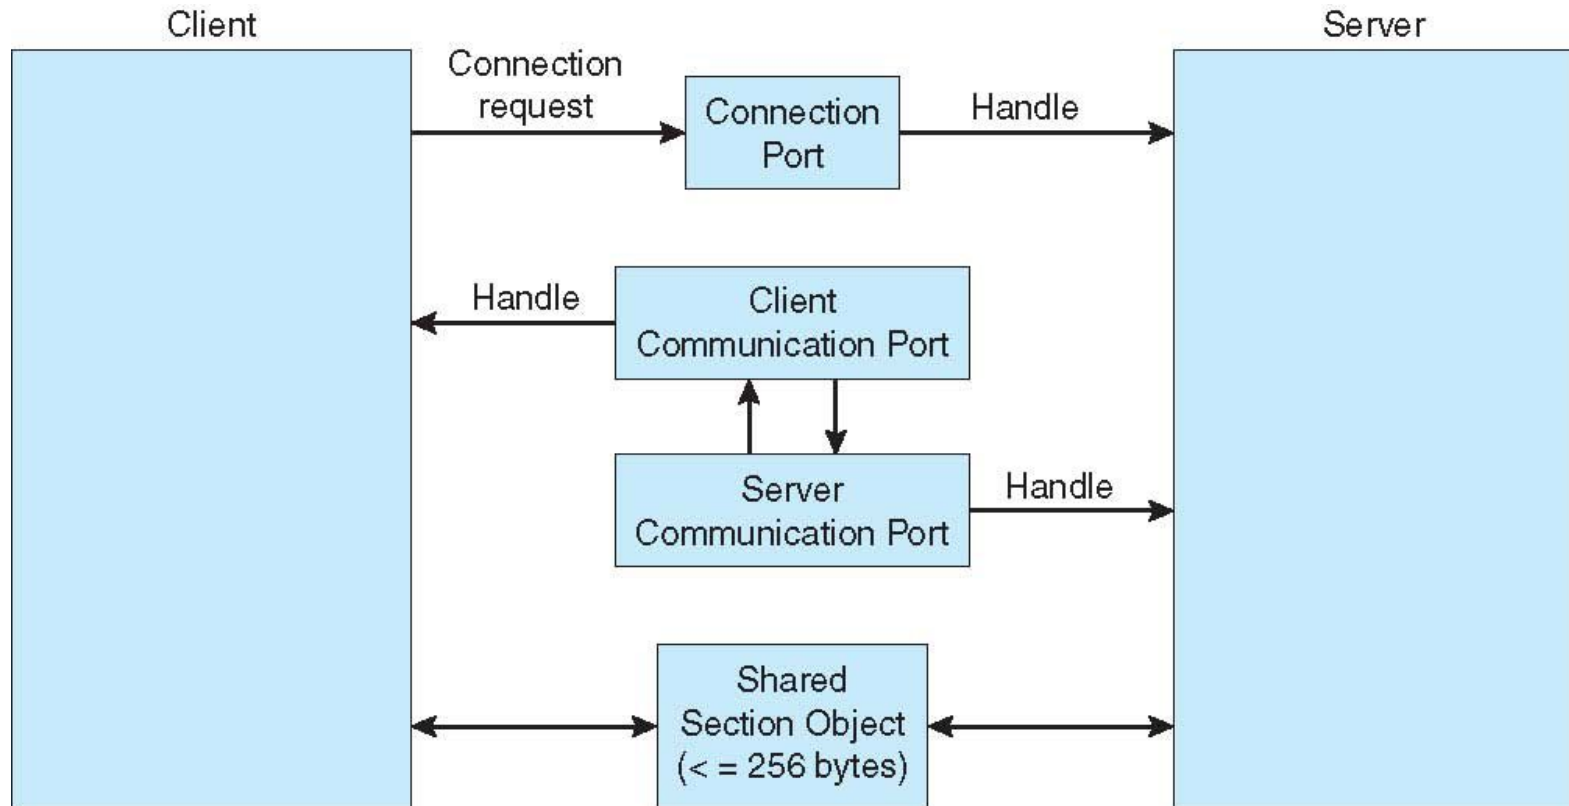 Client
Server
Connection
request
Connection
Port
Handle
Handle
Client
Communication Port
Server
Communication Port
Handle
Shared
Section Object
(< = 256 bytes)